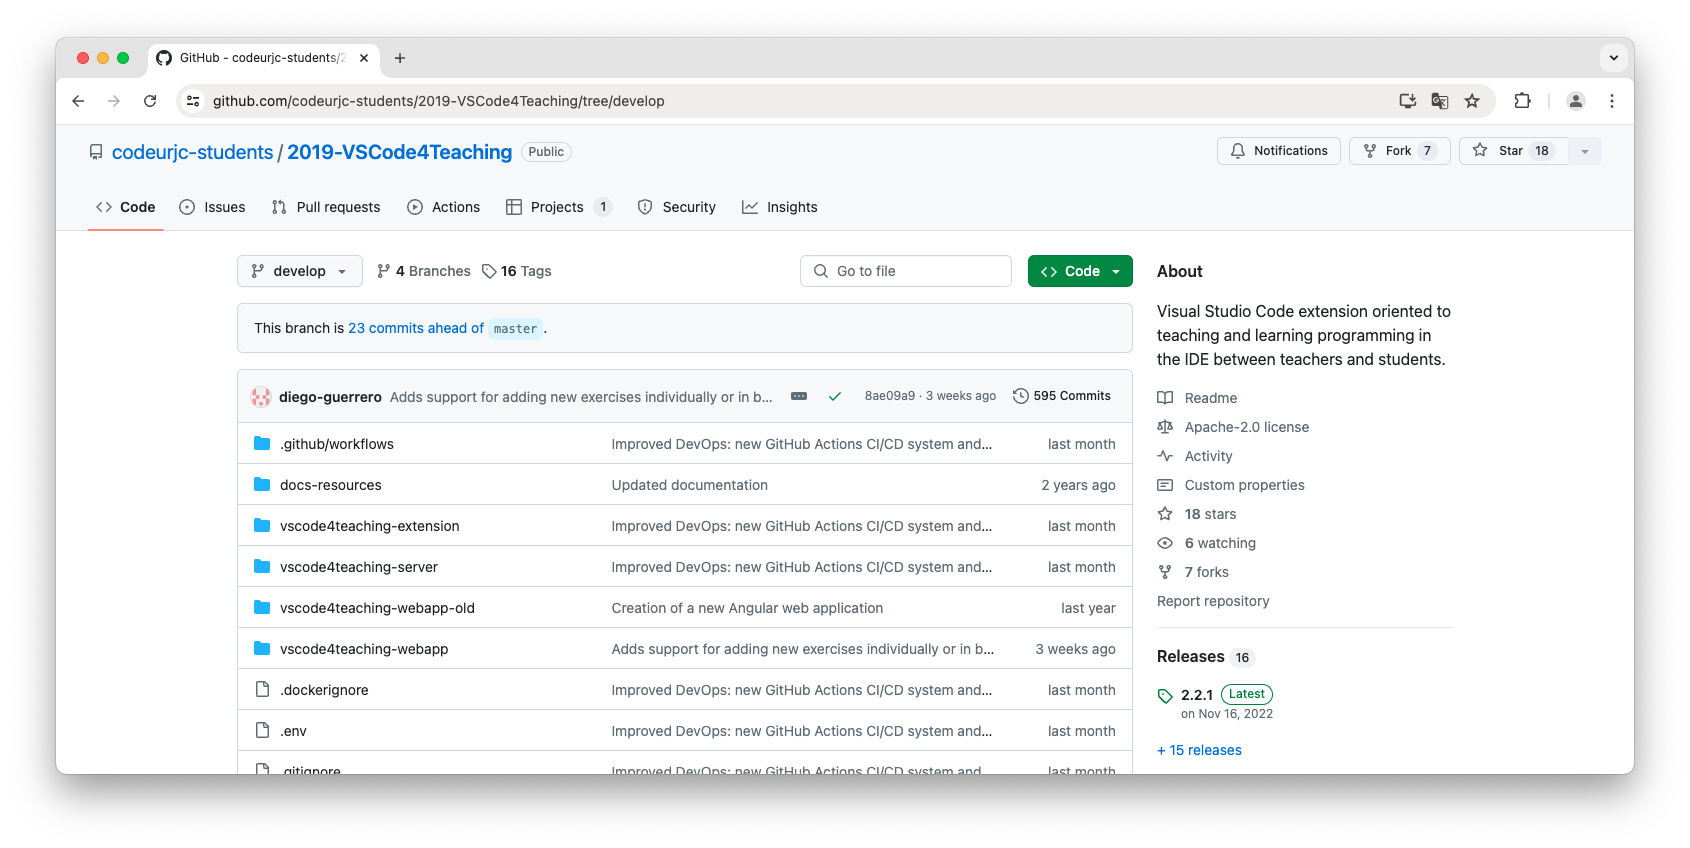 GitHub - codeurjc-students/2
github.com/codeurjc-students/2019-VSCode4Teaching/tree/develop
codeurjc-students / 2019-VSCode4Teaching Public
Notifications Fork 7 Star 18
Code Issues Pull requests Actions Projects 1 Security Insights
develop 4 Branches 16 Tags Go to file Code
This branch is 23 commits ahead of master .
diego-guerrero Adds support for adding new exercises individually or in b... 8ae09a9 · 3 weeks ago 595 Commits
.github/workflows Improved DevOps: new GitHub Actions CI/CD system and... last month
docs-resources Updated documentation 2 years ago
vscode4teaching-extension Improved DevOps: new GitHub Actions CI/CD system and... last month
vscode4teaching-server Improved DevOps: new GitHub Actions CI/CD system and... last month
vscode4teaching-webapp-old Creation of a new Angular web application last year
vscode4teaching-webapp Adds support for adding new exercises individually or in b... 3 weeks ago
.dockerignore Improved DevOps: new GitHub Actions CI/CD system and... last month
.env Improved DevOps: new GitHub Actions CI/CD system and... last month
.gitignore Improved DevOps: new GitHub Actions CI/CD system and... last month
About
Visual Studio Code extension oriented to
teaching and learning programming in
the IDE between teachers and students.
Readme
Apache-2.0 license
Activity
Custom properties
18 stars
6 watching
7 forks
Report repository
Releases 16
2.2.1 Latest
on Nov 16, 2022
+ 15 releases